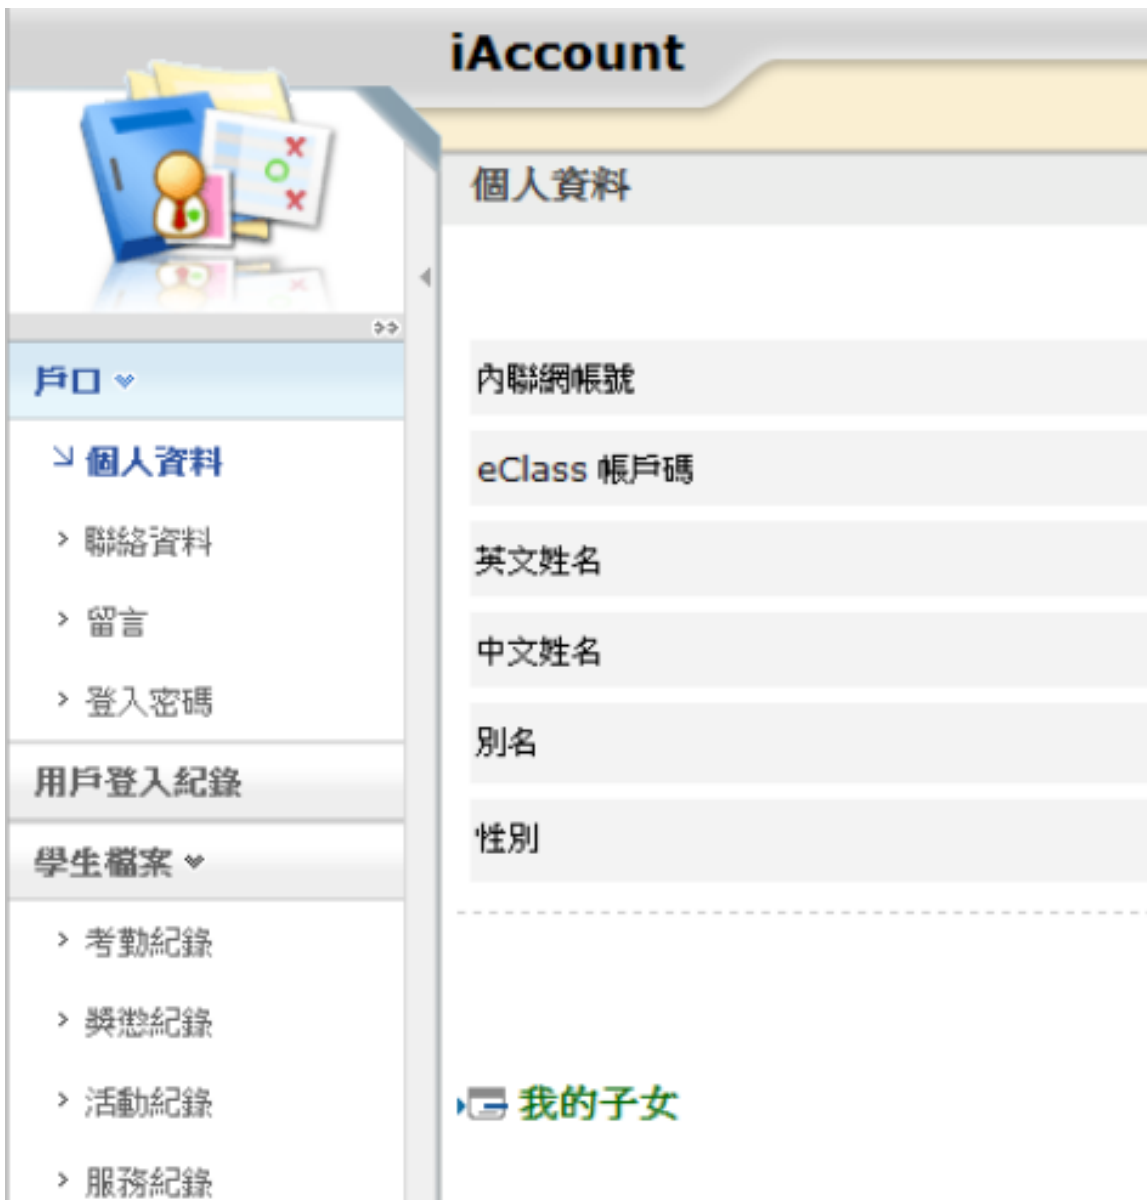 iAccount
戶口
個人資料
聯絡資料
留言
登入密碼
用戶登入紀錄
學生檔案
考勤紀錄
獎懲紀錄
活動紀錄
服務紀錄
個人資料
內聯網帳號
eClass 帳戶碼
英文姓名
中文姓名
別名
性別
我的子女